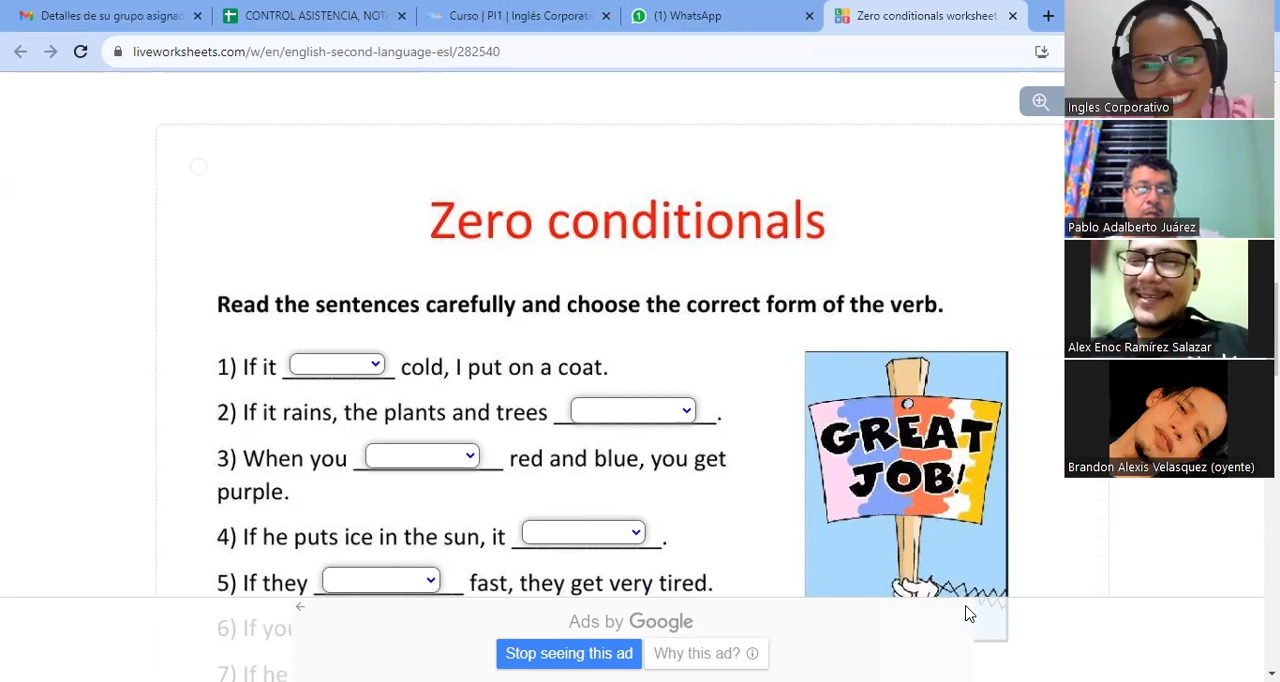 Detalles de su grupo asignad
CONTROL ASISTENCIA, NOTA
Curso | PI1 | Inglés Corporati
(1) WhatsApp
Zero conditionals worksheet
liveworksheets.com/w/en/english-second-language-esl/282540
Ingles Corporativo
Pablo Adalberto Juárez
Alex Enoc Ramírez Salazar
Brandon Alexis Velasquez (oyente)
Zero conditionals
Read the sentences carefully and choose the correct form of the verb.
1) If it cold, I put on a coat.
2) If it rains, the plants and trees .
3) When you red and blue, you get
purple.
4) If he puts ice in the sun, it .
5) If they fast, they get very tired.
6) If you
7) If he
GREAT
JOB!
Ads by Google
Stop seeing this ad
Why this ad?